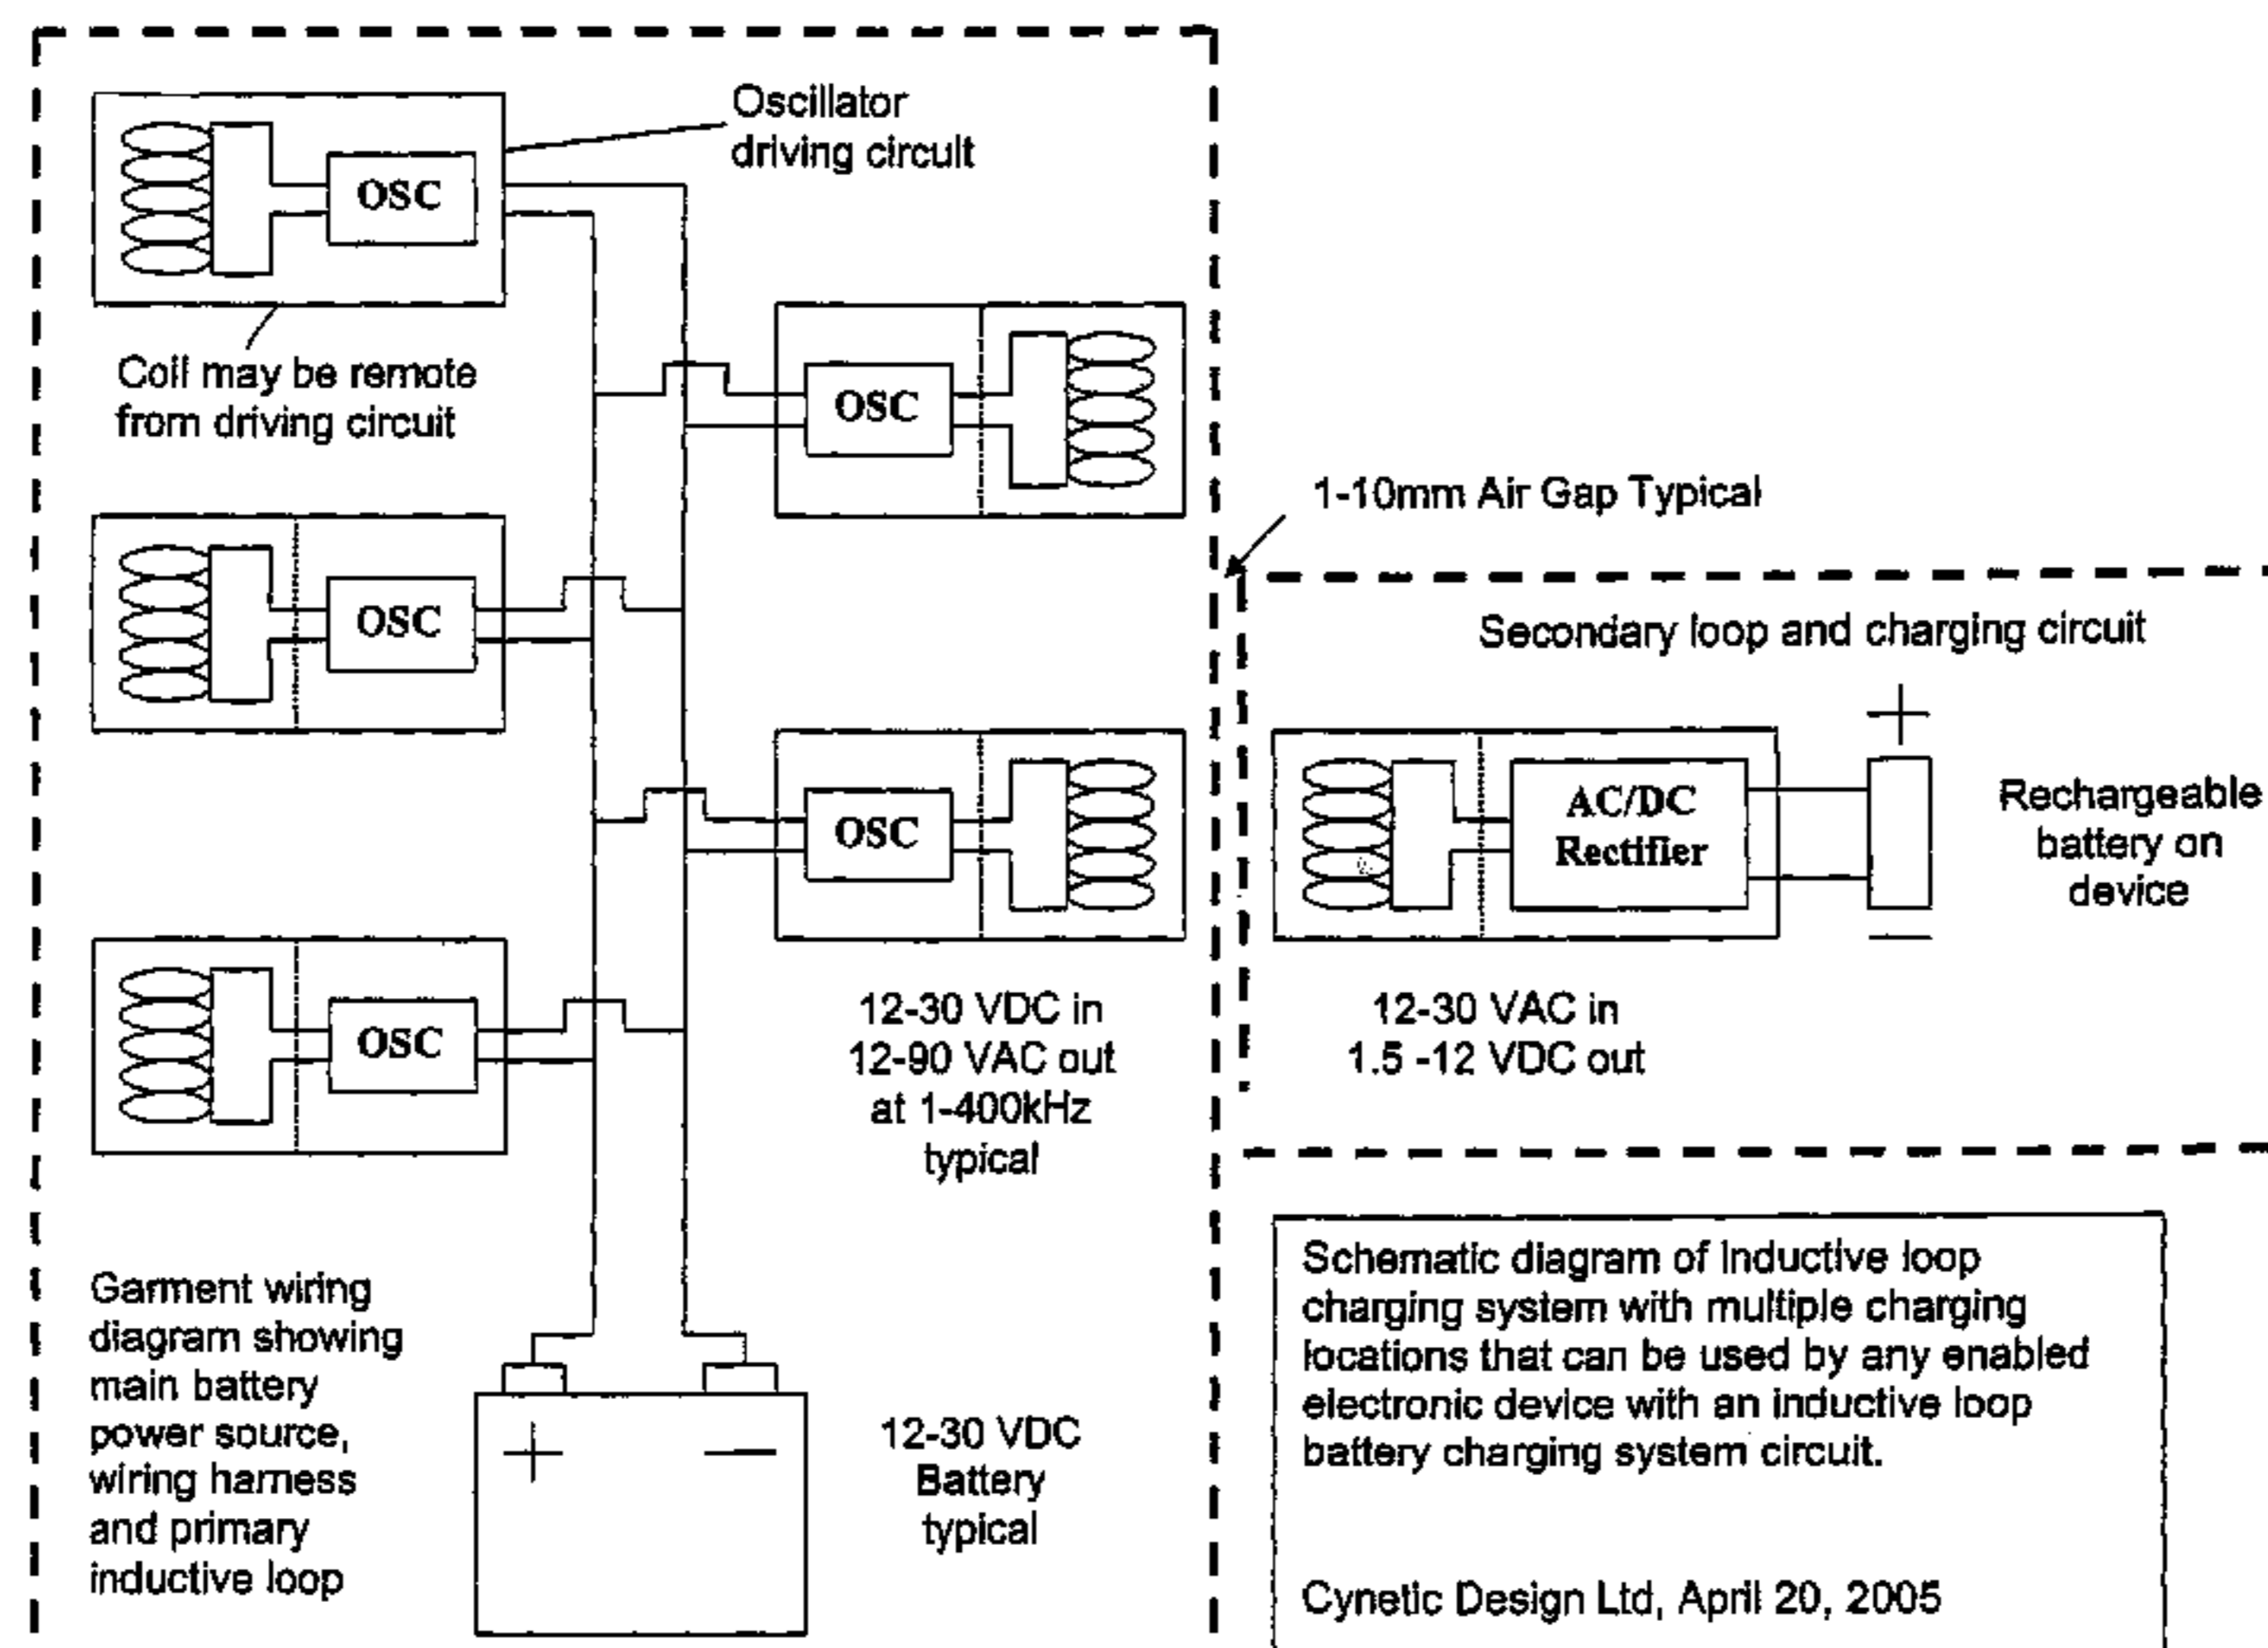 Oscillator
driving circuit
OSC
Coil may be remote
from driving circuit
OSC
1-10mm Air Gap Typical
OSC
Secondary loop and charging circuit
+
OSC
AC/DC
Rectifier
Rechargeable
battery on
device
–
OSC
12-30 VDC in
12-90 VAC out
at 1-400kHz
typical
12-30 VAC in
1.5 -12 VDC out
Garment wiring
diagram showing
main battery
power source,
wiring harness
and primary
inductive loop
+ –
12-30 VDC
Battery
typical
Schematic diagram of inductive loop
charging system with multiple charging
locations that can be used by any enabled
electronic device with an inductive loop
battery charging system circuit.
Cynetic Design Ltd, April 20, 2005